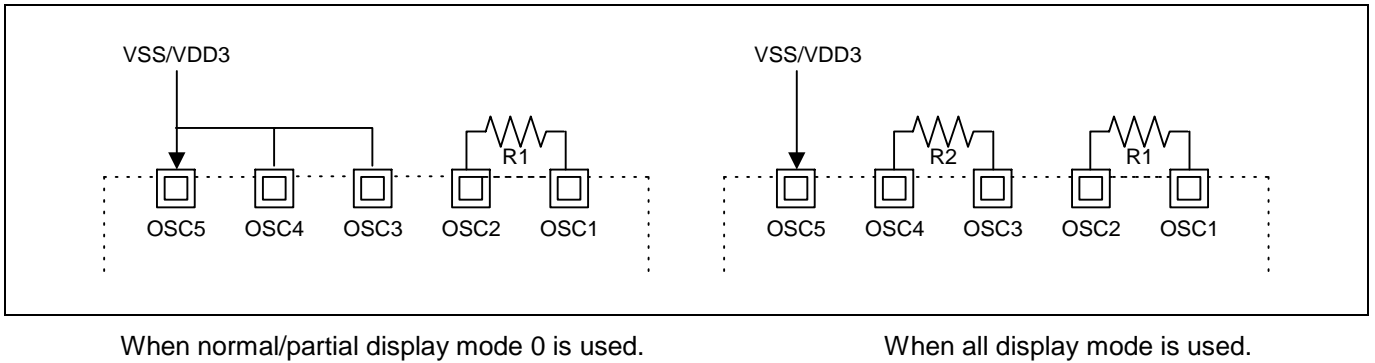 VSS/VDD3 VSS/VDD3
R1 R2 R1
OSC5 OSC4 OSC3 OSC2 OSC1 OSC5 OSC4 OSC3 OSC2 OSC1
When normal/partial display mode 0 is used. When all display mode is used.